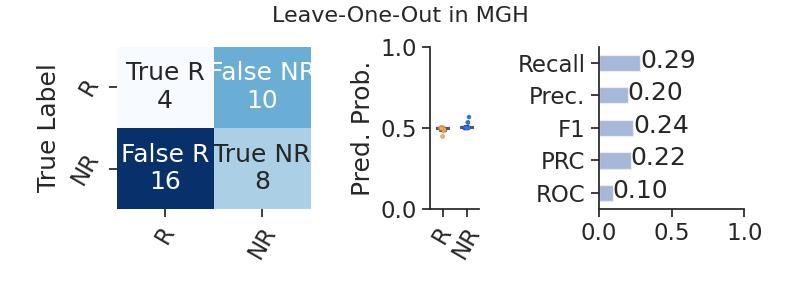 Leave-One-Out in MGH
True Label
R
NR
True R
4
False NR
10
False R
16
True NR
8
R
NR
Pred. Prob.
1.0
0.5
0.0
R
NR
Recall
0.29
Prec.
0.20
F1
0.24
PRC
0.22
ROC
0.10
0.0 0.5 1.0